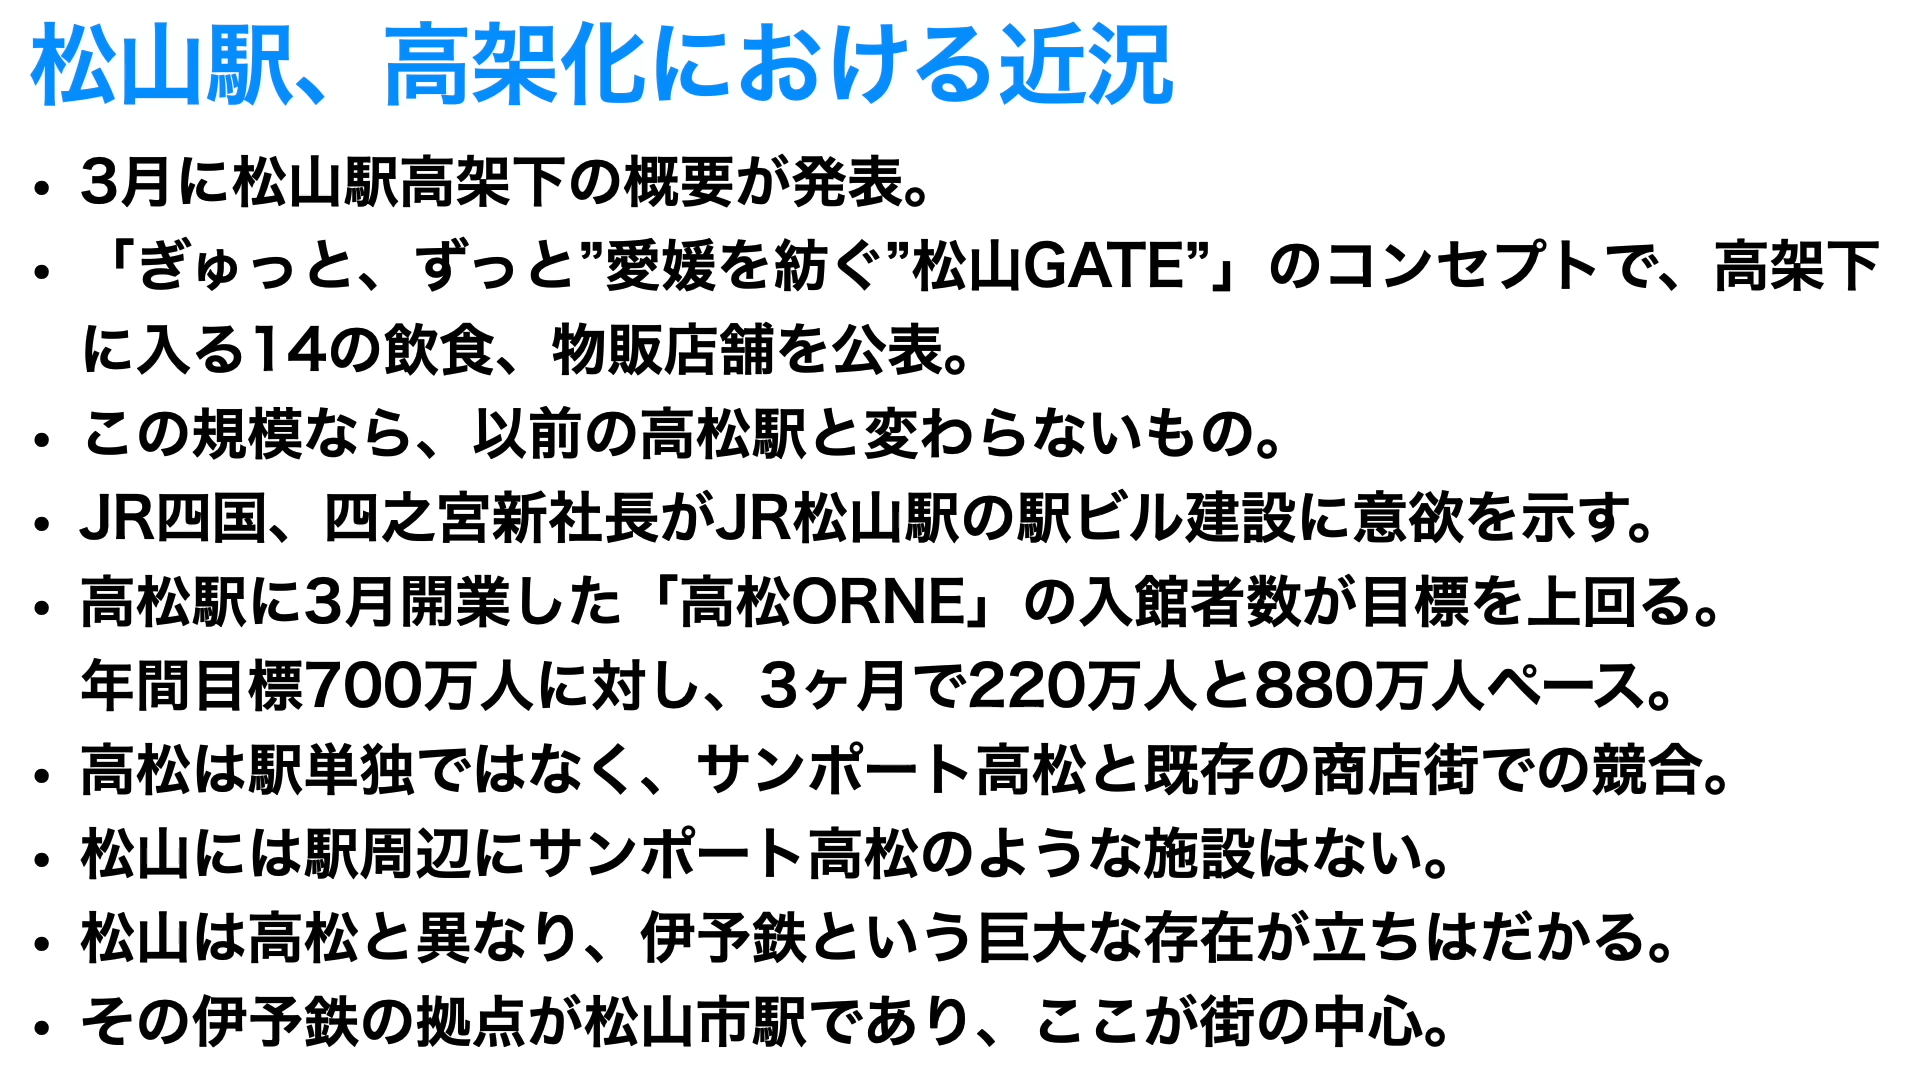 松山駅、高架化における近況
• 3月に松山駅高架下の概要が発表。
• 「ぎゅっと、ずっと”愛媛を紡ぐ”松山GATE”」のコンセプトで、高架下
に入る14の飲食、物販店舗を公表。
• この規模なら、以前の高松駅と変わらないもの。
• JR四国、四之宮新社長がJR松山駅の駅ビル建設に意欲を示す。
• 高松駅に3月開業した「高松ORNE」の入館者数が目標を上回る。
年間目標700万人に対し、3ヶ月で220万人と880万人ペース。
• 高松は駅単独ではなく、サンポート高松と既存の商店街での競合。
• 松山には駅周辺にサンポート高松のような施設はない。
• 松山は高松と異なり、伊予鉄という巨大な存在が立ちはだかる。
• その伊予鉄の拠点が松山市駅であり、ここが街の中心。